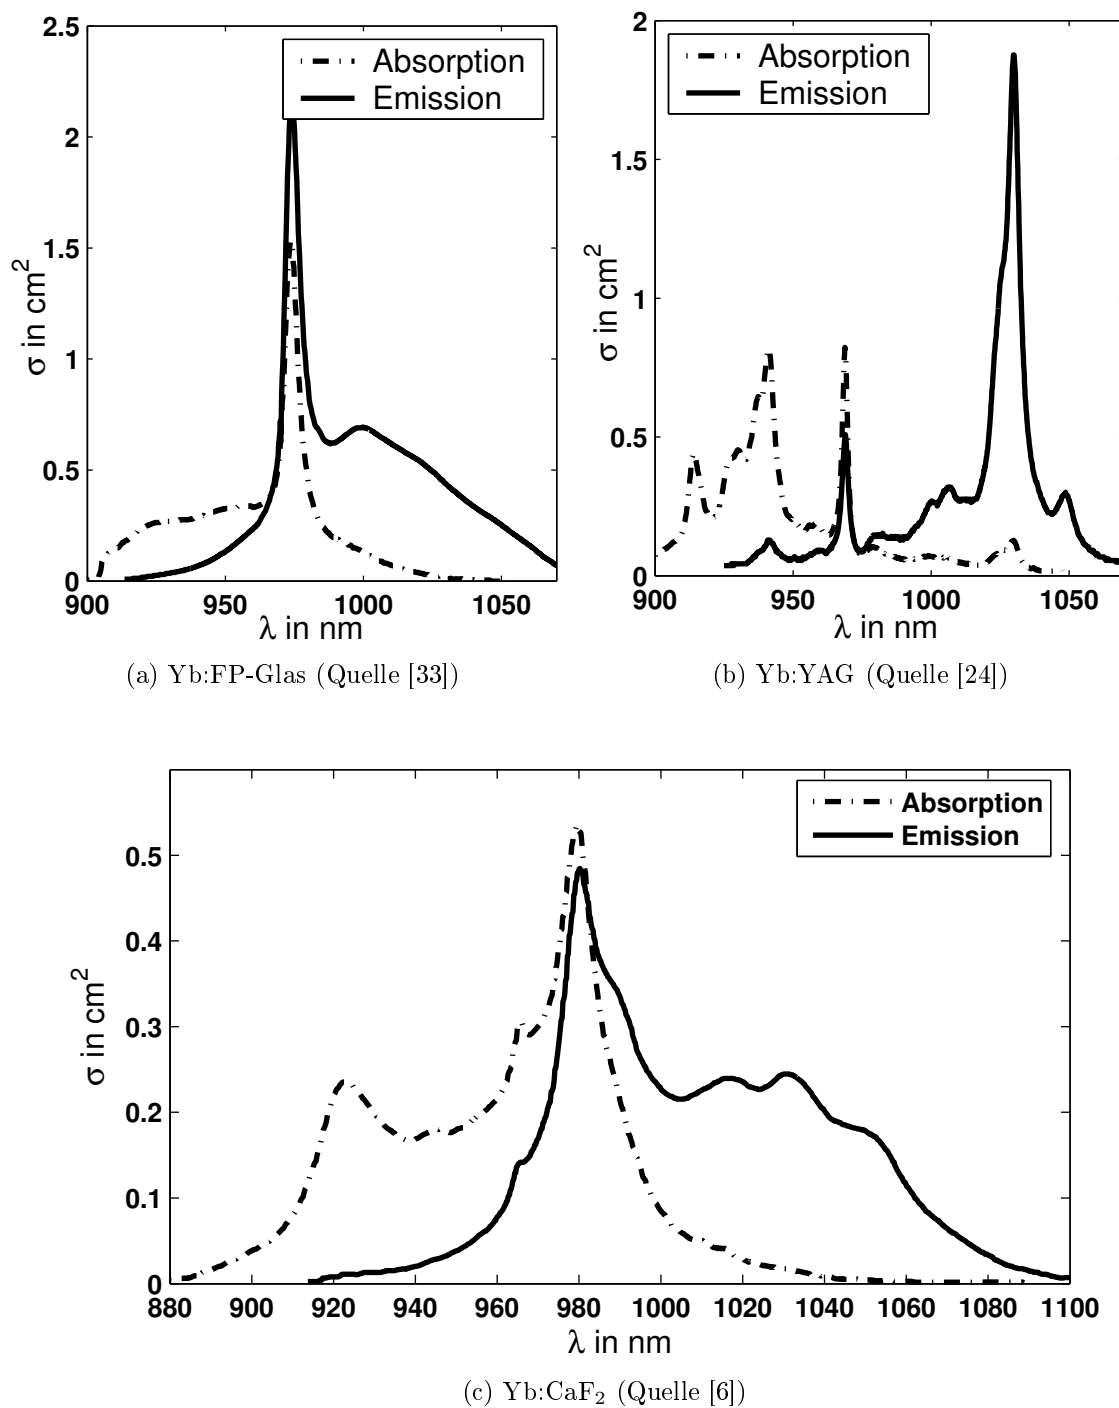 2.5
2
1.5
1
0.5
0
900
950
1000
1050
σ in cm²
λ in nm
Absorption
Emission
(a) Yb:FP-Glas (Quelle [33])
2
1.5
1
0.5
0
900
950
1000
1050
σ in cm²
λ in nm
Absorption
Emission
(b) Yb:YAG (Quelle [24])
0.5
0.4
0.3
0.2
0.1
0
880
900
920
940
960
980
1000
1020
1040
1060
1080
1100
σ in cm²
λ in nm
Absorption
Emission
(c) Yb:CaF₂ (Quelle [6])